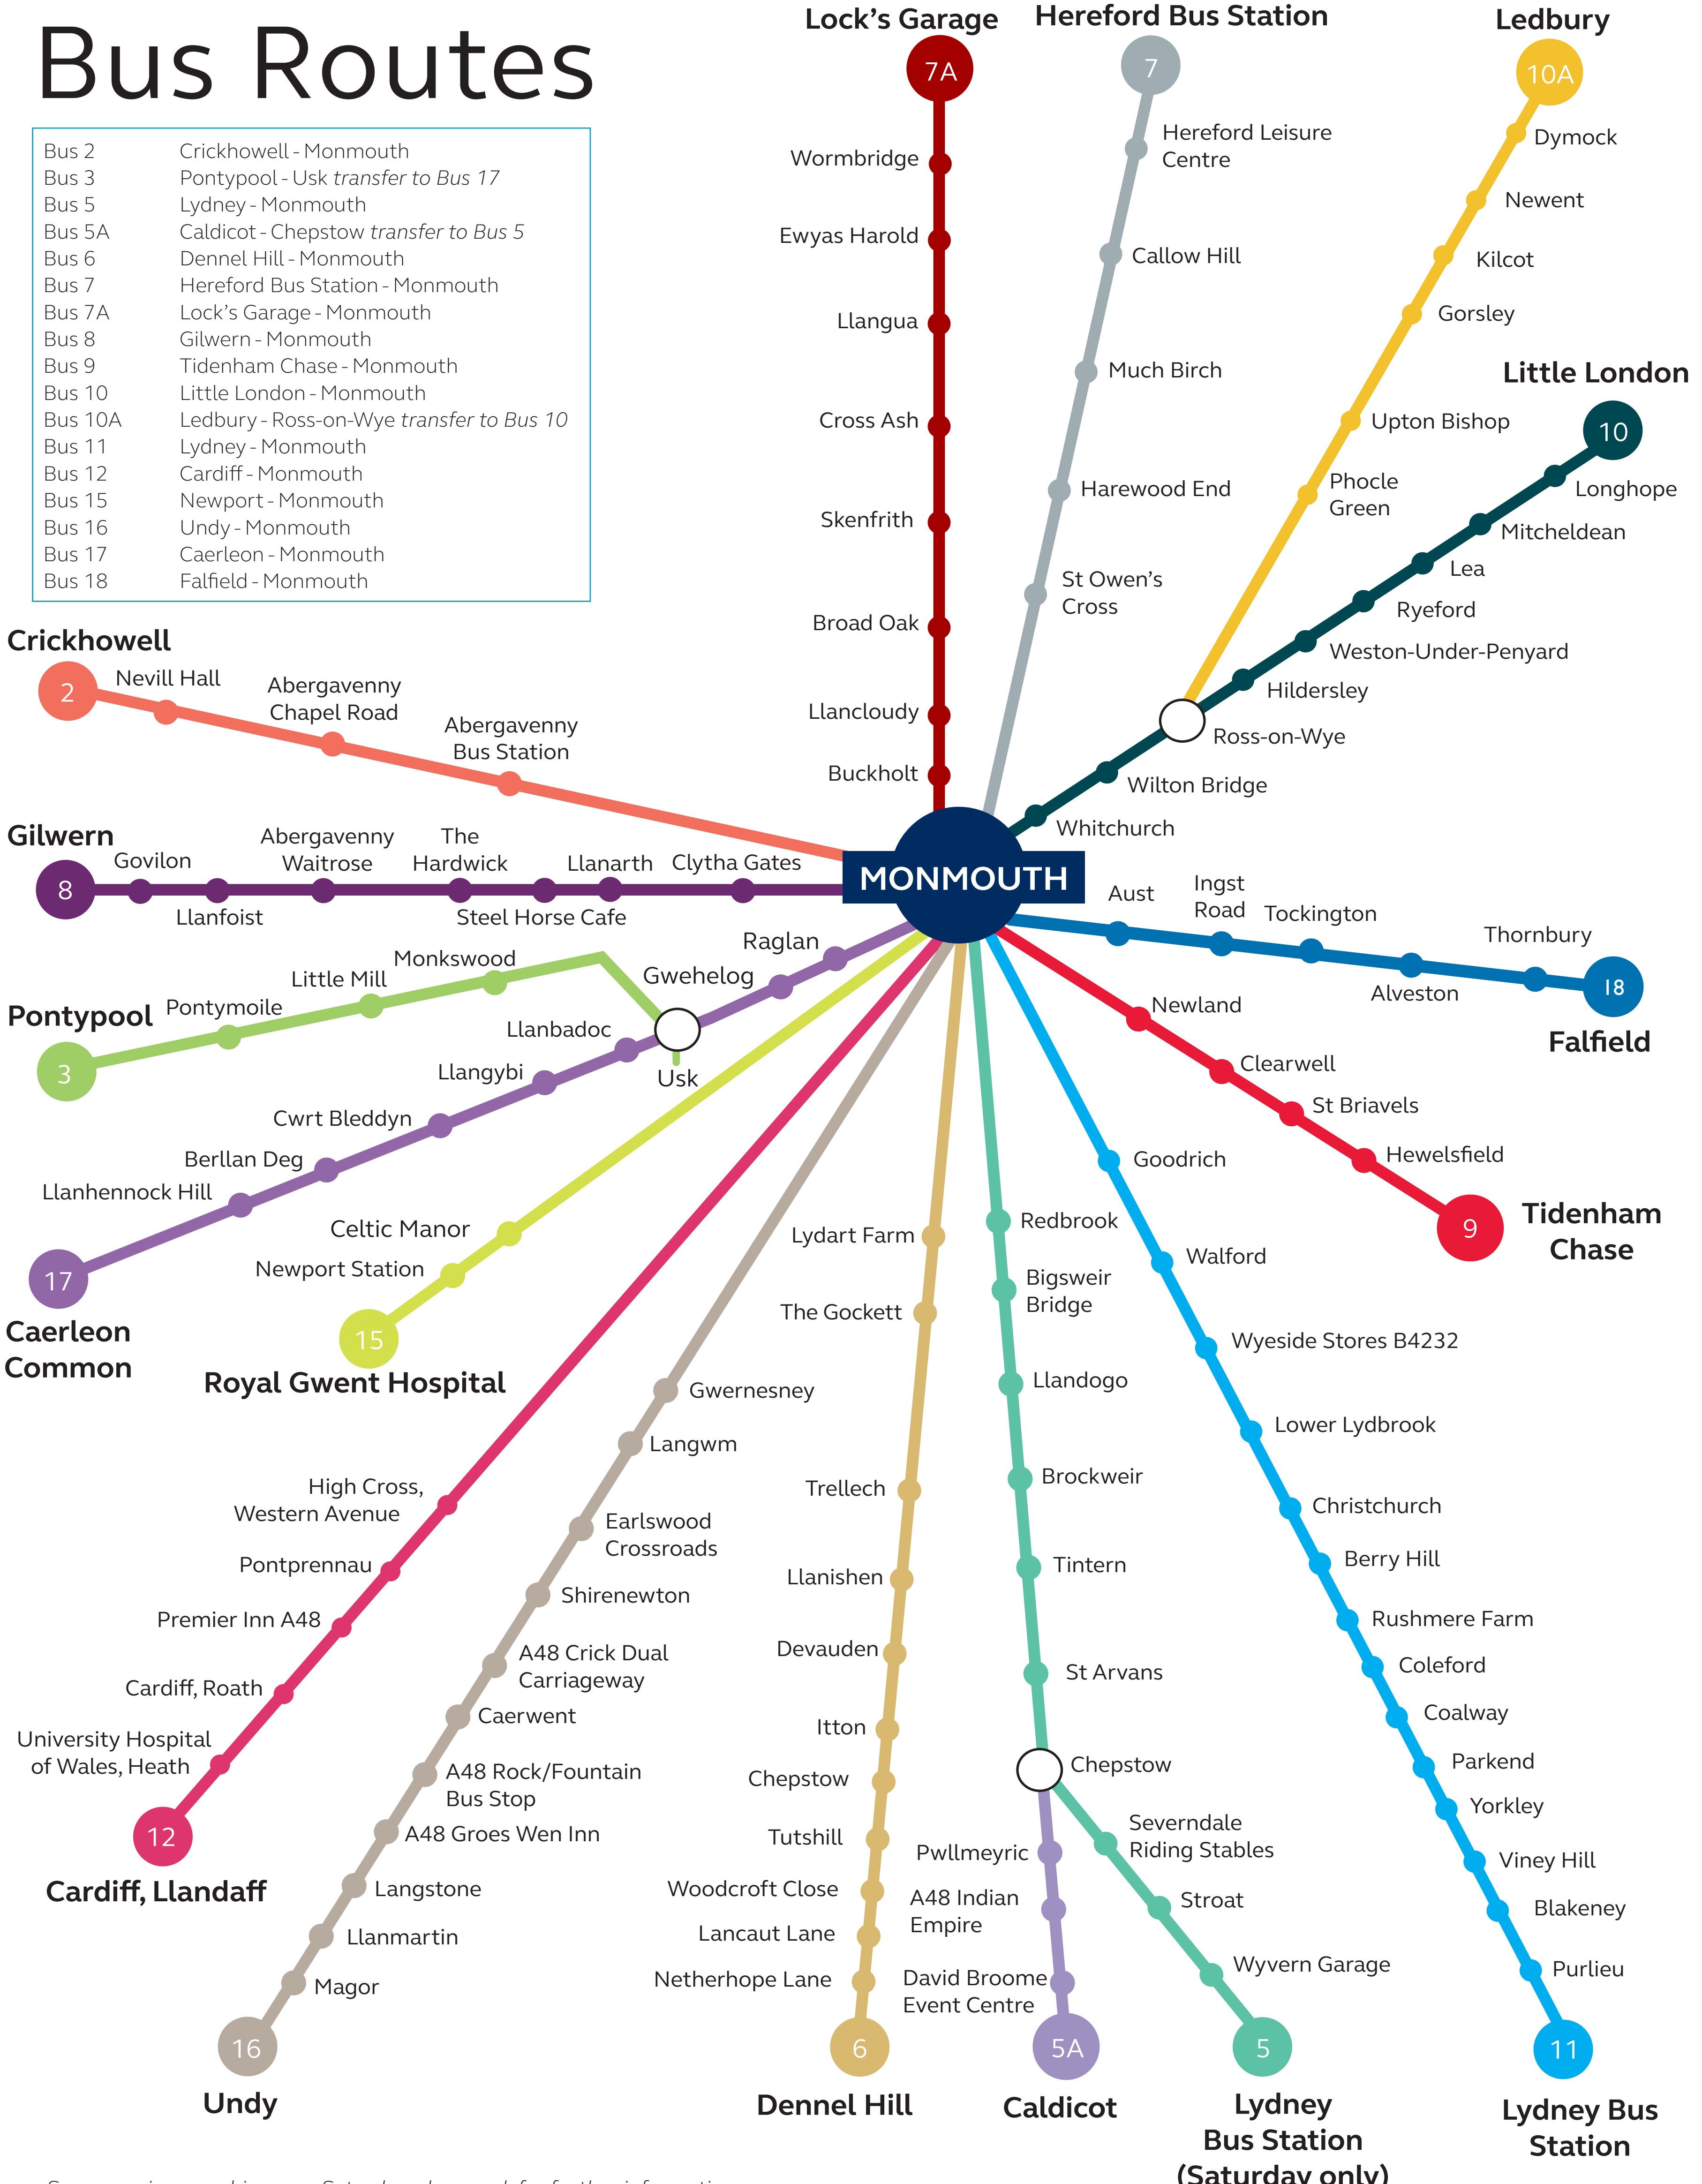 Bus Routes
Bus 2 Crickhowell - Monmouth
Bus 3 Pontypool - Usk transfer to Bus 17
Bus 5 Lydney - Monmouth
Bus 5A Caldicot - Chepstow transfer to Bus 5
Bus 6 Dennel Hill - Monmouth
Bus 7 Hereford Bus Station - Monmouth
Bus 7A Lock's Garage - Monmouth
Bus 8 Gilwern - Monmouth
Bus 9 Tidenham Chase - Monmouth
Bus 10 Little London - Monmouth
Bus 10A Ledbury - Ross-on-Wye transfer to Bus 10
Bus 11 Lydney - Monmouth
Bus 12 Cardiff - Monmouth
Bus 15 Newport - Monmouth
Bus 16 Undy - Monmouth
Bus 17 Caerleon - Monmouth
Bus 18 Falfield - Monmouth
Lock's Garage
7A
Wormbridge
Ewyas Harold
Llangua
Cross Ash
Skenfrith
Broad Oak
Llancloudy
Buckholt
Hereford Bus Station
7
Hereford Leisure
Centre
Callow Hill
Much Birch
Harewood End
St Owen's
Cross
Ledbury
10A
Dymock
Newent
Kilcot
Gorsley
Upton Bishop
Phocle
Green
Little London
10
Longhope
Mitcheldean
Lea
Ryeford
Weston-Under-Penyard
Hildersley
Ross-on-Wye
Wilton Bridge
Whitchurch
Crickhowell
2
Nevill Hall
Abergavenny
Chapel Road
Abergavenny
Bus Station
Gilwern
8
Govilon
Llanfoist
Abergavenny
Waitrose
The
Hardwick
Steel Horse Cafe
Llanarth
Clytha Gates
MONMOUTH
Aust
Ingst
Road
Tockington
Alveston
Thornbury
18
Falfield
Pontypool
3
Pontymoile
Little Mill
Monkswood
Usk
Raglan
Gwehelog
Llanbadoc
Llangybi
Cwrt Bleddyn
Berllan Deg
Llanhennock Hill
17
Caerleon
Common
Celtic Manor
Newport Station
15
Royal Gwent Hospital
Newland
Clearwell
St Briavels
Hewelsfield
9
Tidenham
Chase
High Cross,
Western Avenue
Pontprennau
Premier Inn A48
Cardiff, Roath
University Hospital
of Wales, Heath
12
Cardiff, Llandaff
Gwernesney
Langwm
Earlswood
Crossroads
Shirenewton
A48 Crick Dual
Carriageway
Caerwent
A48 Rock/Fountain
Bus Stop
A48 Groes Wen Inn
Langstone
Llanmartin
Magor
16
Undy
Lydart Farm
The Gockett
Trellech
Llanishen
Devauden
Itton
Chepstow
Tutshill
Woodcroft Close
Lancaut Lane
Netherhope Lane
6
Dennel Hill
Redbrook
Bigsweir
Bridge
Llandogo
Brockweir
Tintern
St Arvans
Chepstow
Pwllmeyric
A48 Indian
Empire
David Broome
Event Centre
5A
Caldicot
Severndale
Riding Stables
Stroat
Wyvern Garage
5
Lydney
Bus Station
(Saturday only)
Goodrich
Walford
Wyeside Stores B4232
Lower Lydbrook
Christchurch
Berry Hill
Rushmere Farm
Coleford
Coalway
Parkend
Yorkley
Viney Hill
Blakeney
Purlieu
11
Lydney Bus
Station